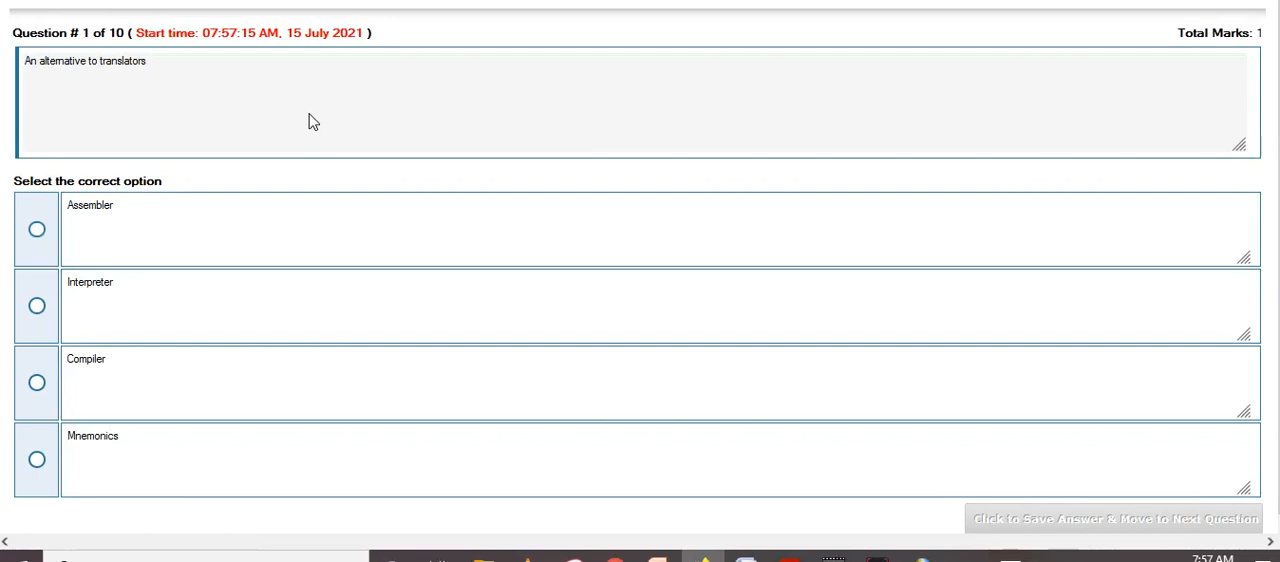 Question # 1 of 10 ( Start time: 07:57:15 AM, 15 July 2021 )
Total Marks: 1
An alternative to translators
Select the correct option
Assembler
Interpreter
Compiler
Mnemonics
Click to Save Answer & Move to Next Question
7:57 AM